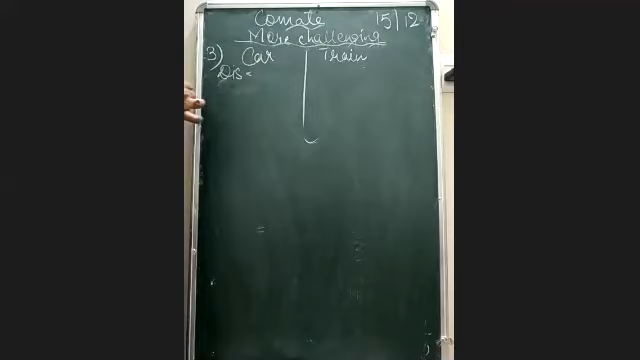 Comate 15/12
More challenging
3) Car Train
Dis =